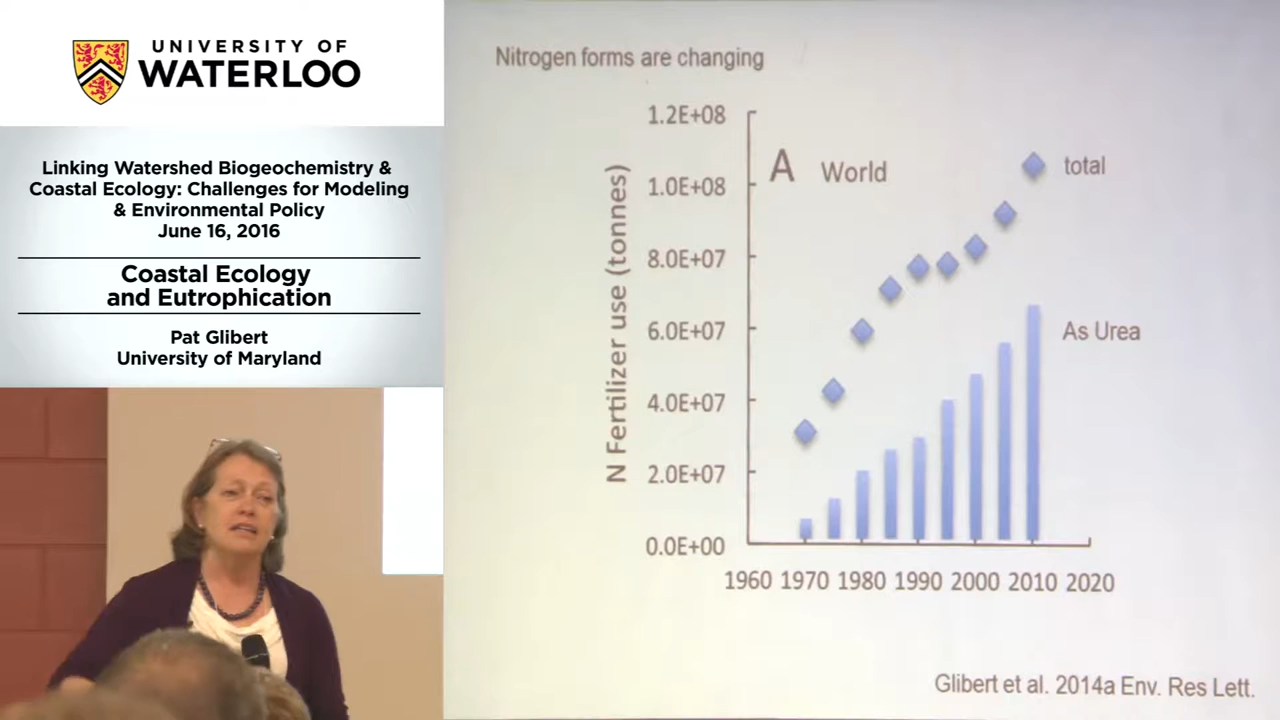 UNIVERSITY OF
WATERLOO
Linking Watershed Biogeochemistry &
Coastal Ecology: Challenges for Modeling
& Environmental Policy
June 16, 2016
Coastal Ecology
and Eutrophication
Pat Glibert
University of Maryland
Nitrogen forms are changing
N Fertilizer use (tonnes)
1.2E+08
1.0E+08
8.0E+07
6.0E+07
4.0E+07
2.0E+07
0.0E+00
A World
total
As Urea
1960 1970 1980 1990 2000 2010 2020
Glibert et al. 2014a Env. Res Lett.